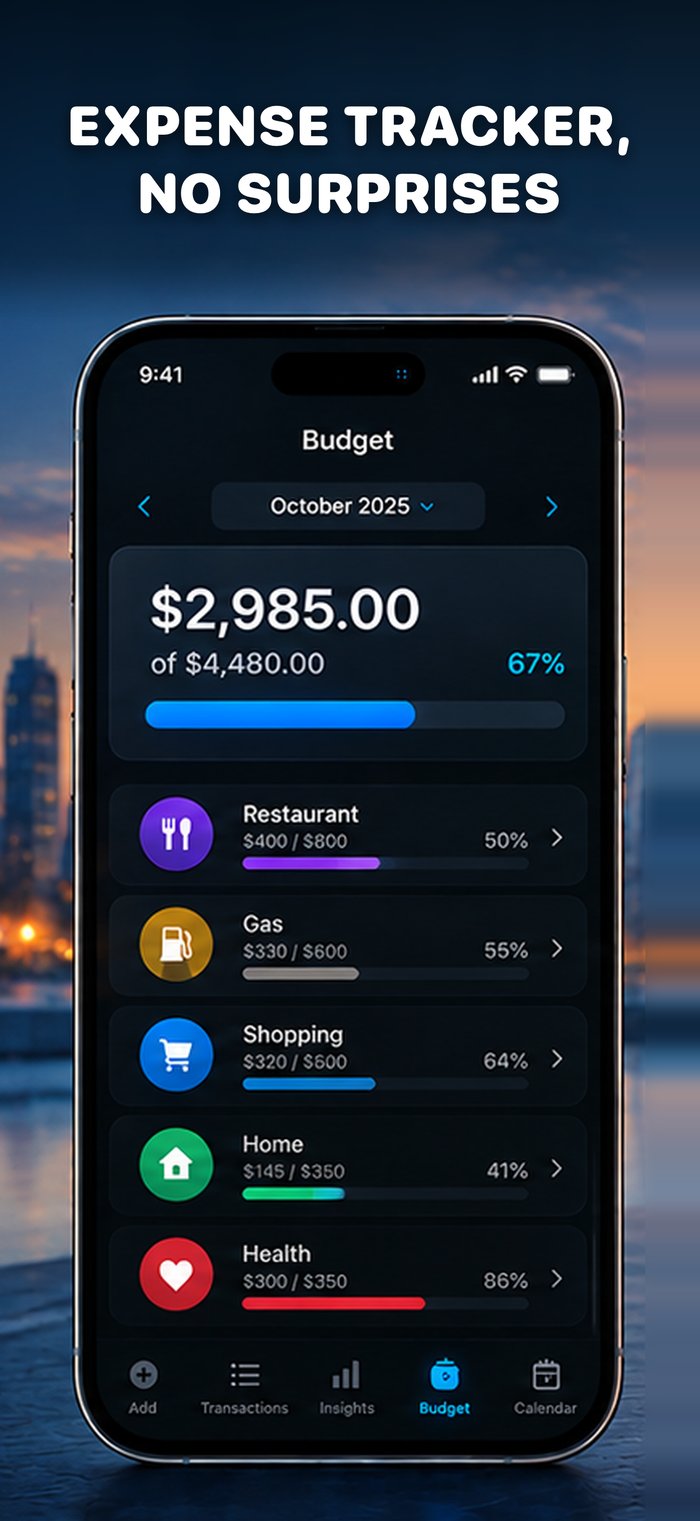 EXPENSE TRACKER,
NO SURPRISES
9:41
Budget
October 2025
$2,985.00
of $4,480.00
67%
Restaurant
$400 / $800
50%
Gas
$330 / $600
55%
Shopping
$320 / $600
64%
Home
$145 / $350
41%
Health
$300 / $350
86%
Add
Transactions
Insights
Budget
Calendar